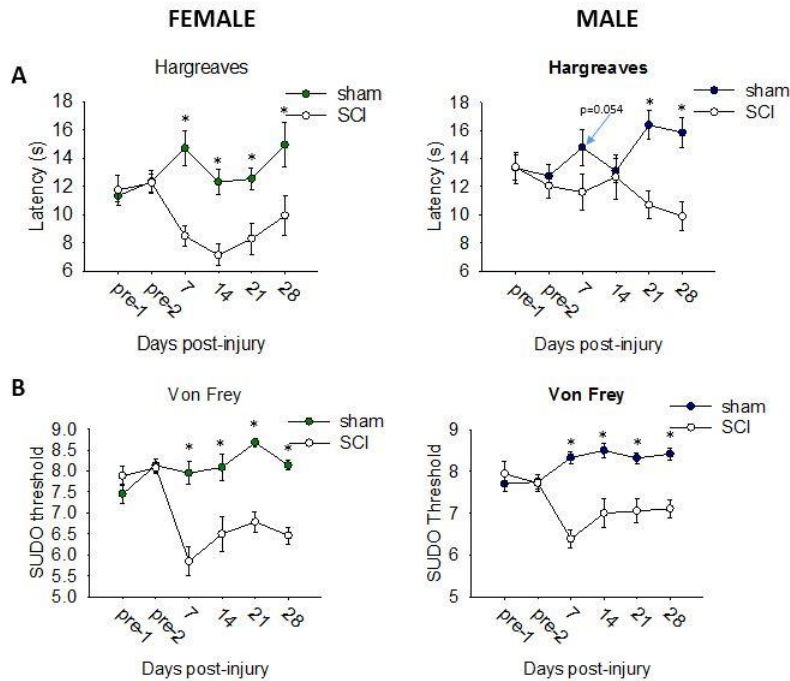 FEMALE
MALE
A
Hargreaves
sham
SCI
18
16
14
12
10
8
6
Latency (s)
*
*
*
*
pre-1
pre-2
7
14
21
28
Days post-injury
Hargreaves
sham
SCI
p=0.054
18
16
14
12
10
8
6
Latency (s)
*
*
pre-1
pre-2
7
14
21
28
Days post-injury
B
Von Frey
sham
SCI
9.0
8.5
8.0
7.5
7.0
6.5
6.0
5.5
5.0
SUDO threshold
*
*
*
*
pre-1
pre-2
7
14
21
28
Days post-injury
Von Frey
sham
SCI
9
8
7
6
5
SUDO Threshold
*
*
*
*
pre-1
pre-2
7
14
21
28
Days post-injury